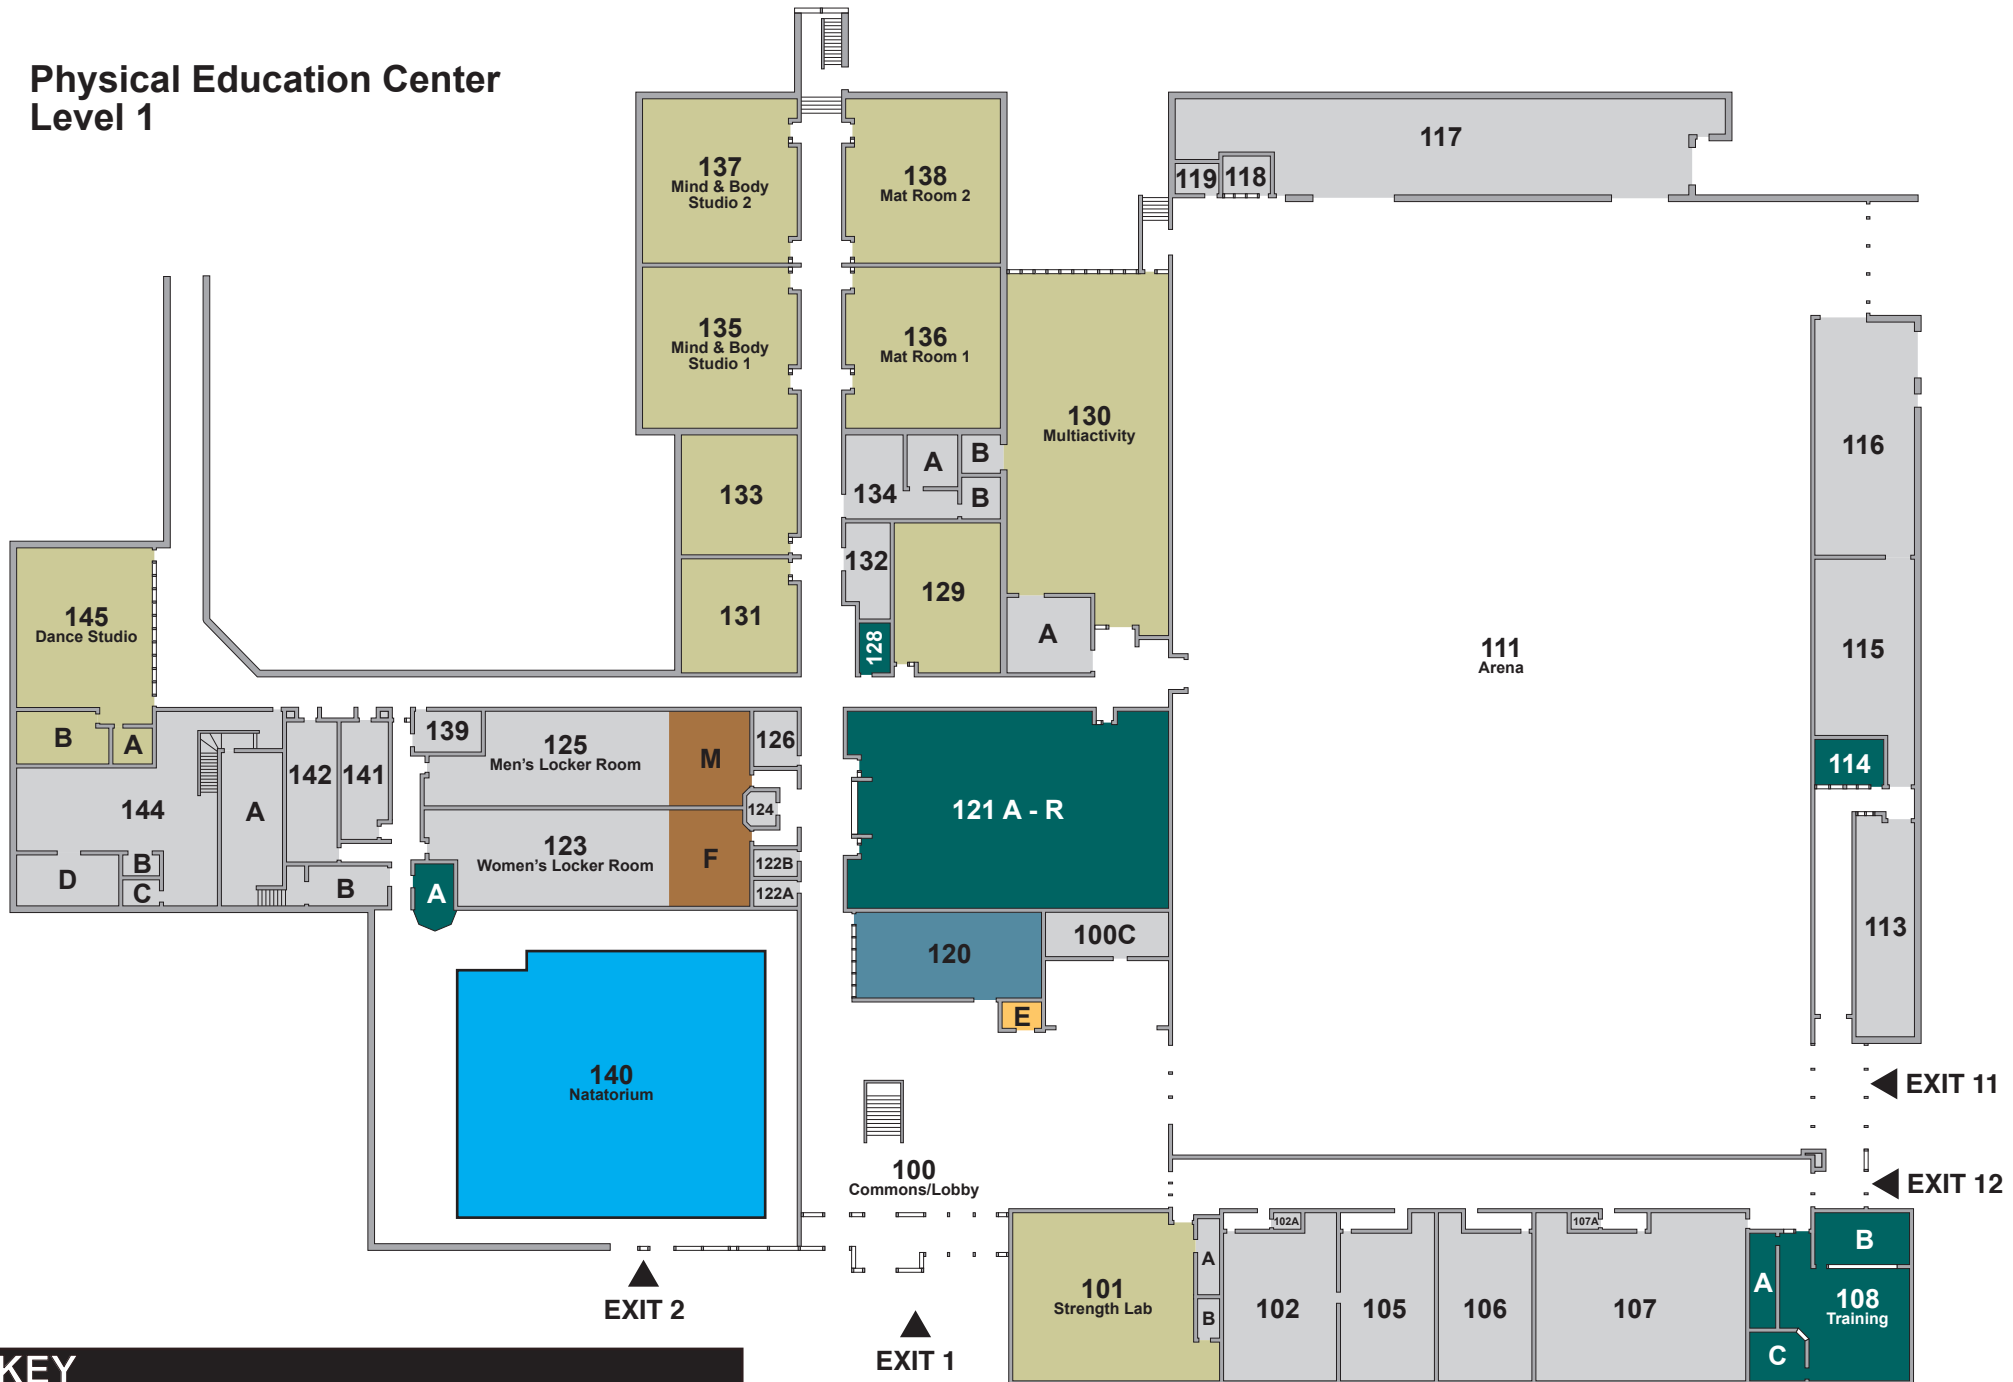 Physical Education Center
Level 1
117
119
118
137
Mind & Body
Studio 2
138
Mat Room 2
135
Mind & Body
Studio 1
136
Mat Room 1
130
Multiactivity
116
133
134
A
B
B
132
129
131
128
A
111
Arena
115
145
Dance Studio
B
A
139
125
Men's Locker Room
M
126
114
142
141
144
A
124
121 A - R
123
Women's Locker Room
F
122B
122A
D
B
C
B
A
113
120
100C
E
140
Natatorium
EXIT 11
100
Commons/Lobby
EXIT 12
102A
107A
B
A
101
Strength Lab
B
102
105
106
107
A
108
Training
C
EXIT 2
EXIT 1
KEY